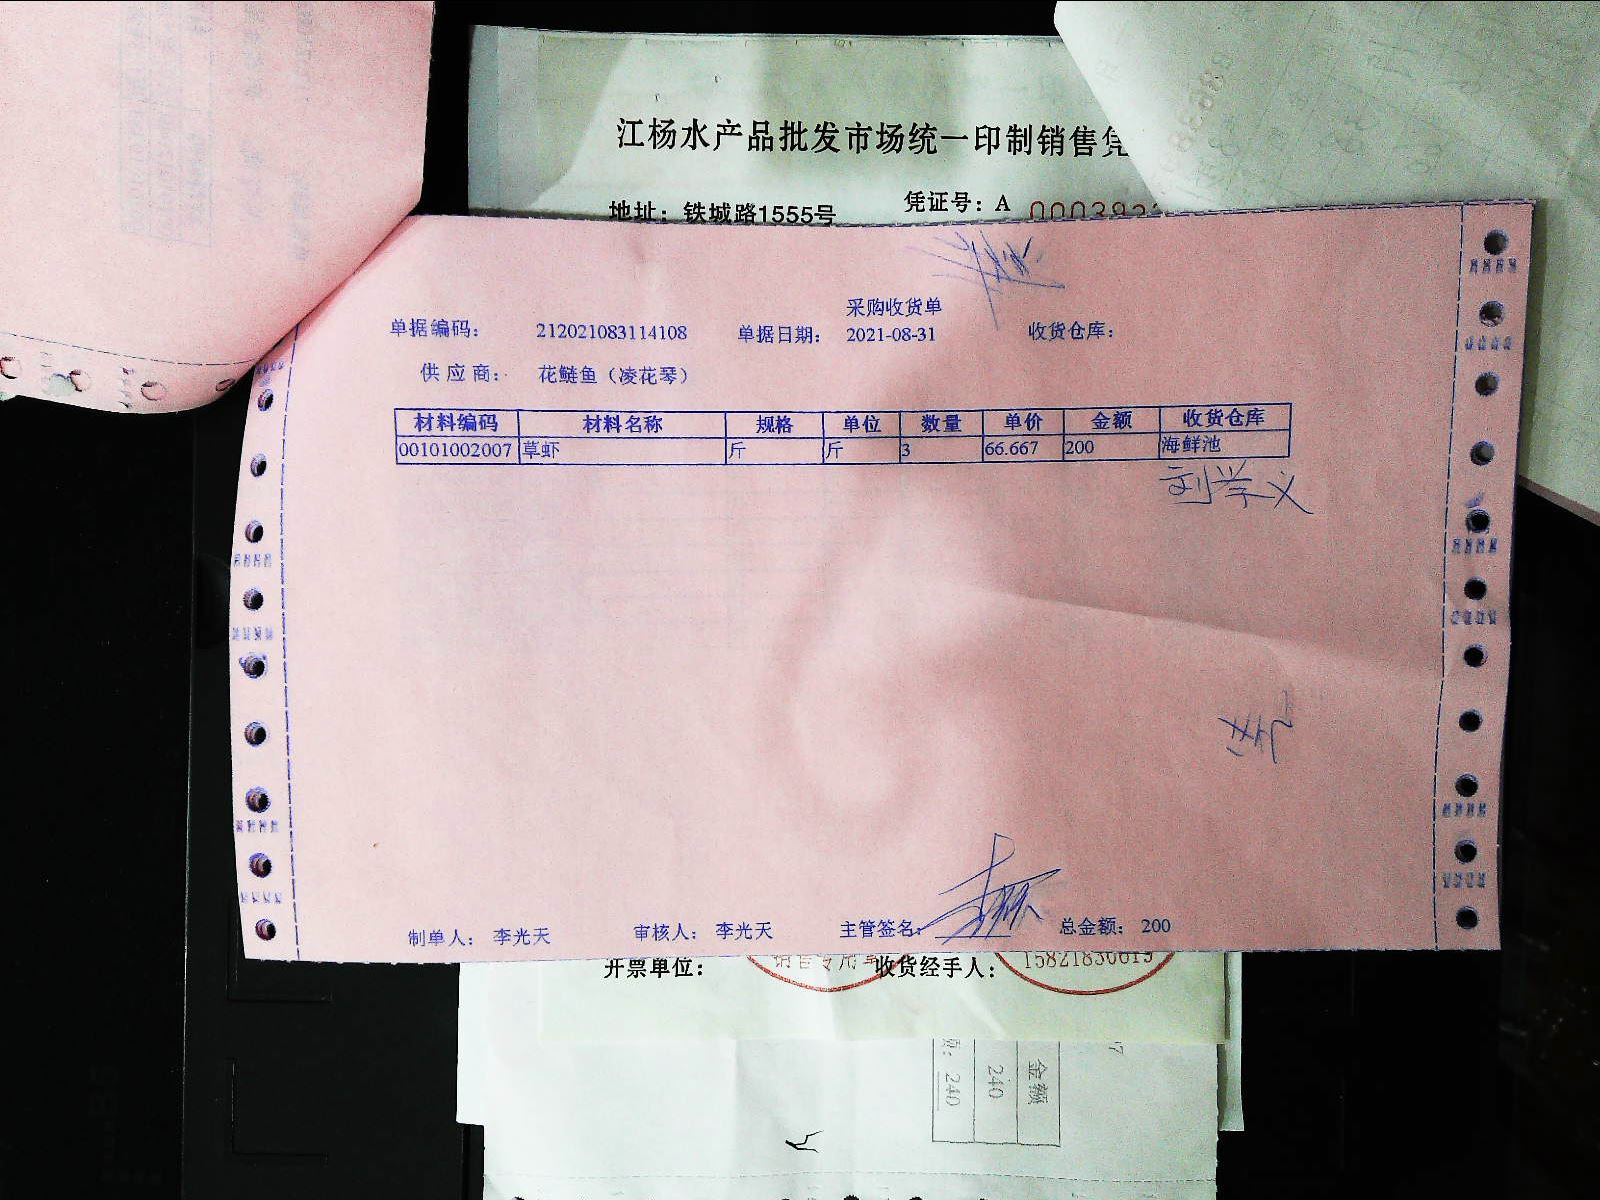 江杨水产品批发市场统一印制销售凭
地址：铁城路1555号 凭证号：A
采购收货单
单据编码： 212021083114108 单据日期： 2021-08-31 收货仓库：
供应商： 花鲢鱼（凌花琴）
材料编码 材料名称 规格 单位 数量 单价 金额 收货仓库
00101002007 草虾 斤 斤 3 66.667 200 海鲜池
刘学义
制单人： 李光天 审核人： 李光天 主管签名： 总金额： 200
开票单位： 收货经手人：
金额
240
240